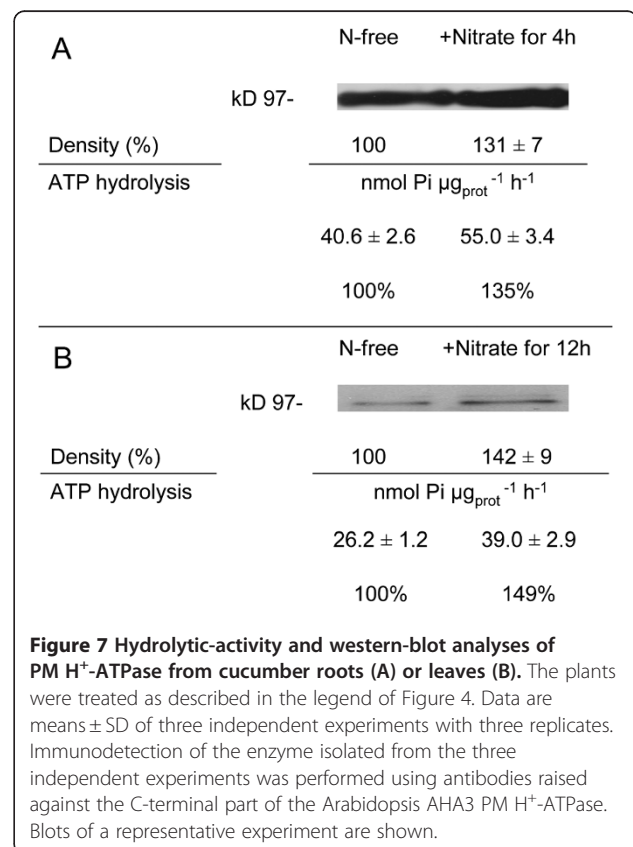 A
N-free +Nitrate for 4h
kD 97-
Density (%) 100 131 ± 7
ATP hydrolysis nmol Pi µgprot -1 h-1
40.6 ± 2.6 55.0 ± 3.4
100% 135%
B
N-free +Nitrate for 12h
kD 97-
Density (%) 100 142 ± 9
ATP hydrolysis nmol Pi µgprot -1 h-1
26.2 ± 1.2 39.0 ± 2.9
100% 149%
Figure 7 Hydrolytic-activity and western-blot analyses of
PM H+-ATPase from cucumber roots (A) or leaves (B). The plants
were treated as described in the legend of Figure 4. Data are
means ± SD of three independent experiments with three replicates.
Immunodetection of the enzyme isolated from the three
independent experiments was performed using antibodies raised
against the C-terminal part of the Arabidopsis AHA3 PM H+-ATPase.
Blots of a representative experiment are shown.